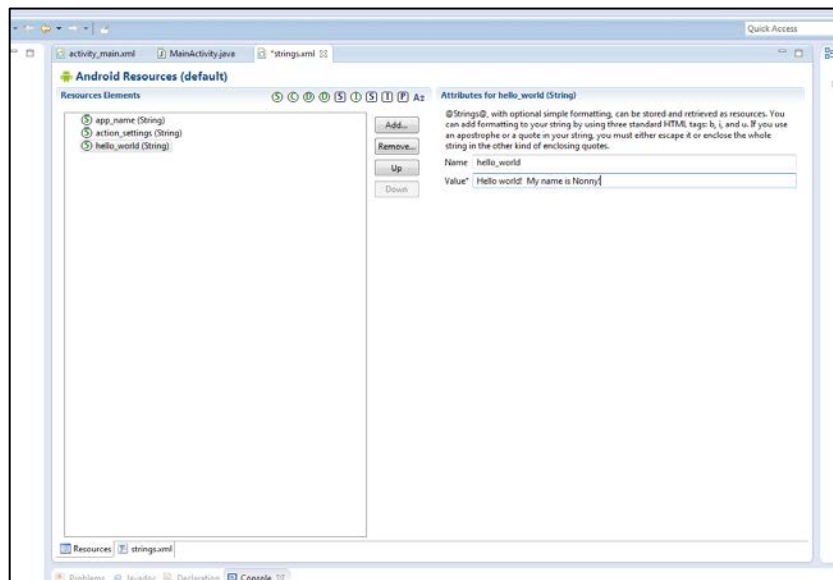 Quick Access
activity_main.xml MainActivity.java *strings.xml
Android Resources (default)
Resources Elements S C D D S I S I P Az Attributes for hello_world (String)
S app_name (String)
S action_settings (String)
S hello_world (String)
Add...
Remove...
Up
Down
@Strings@, with optional simple formatting, can be stored and retrieved as resources. You
can add formatting to your string by using three standard HTML tags: b, i, and u. If you use
an apostrophe or a quote in your string, you must either escape it or enclose the whole
string in the other kind of enclosing quotes.
Name hello_world
Value* Hello world! My name is Nonny!
Resources strings.xml
Problems @ Javadoc Declaration Console